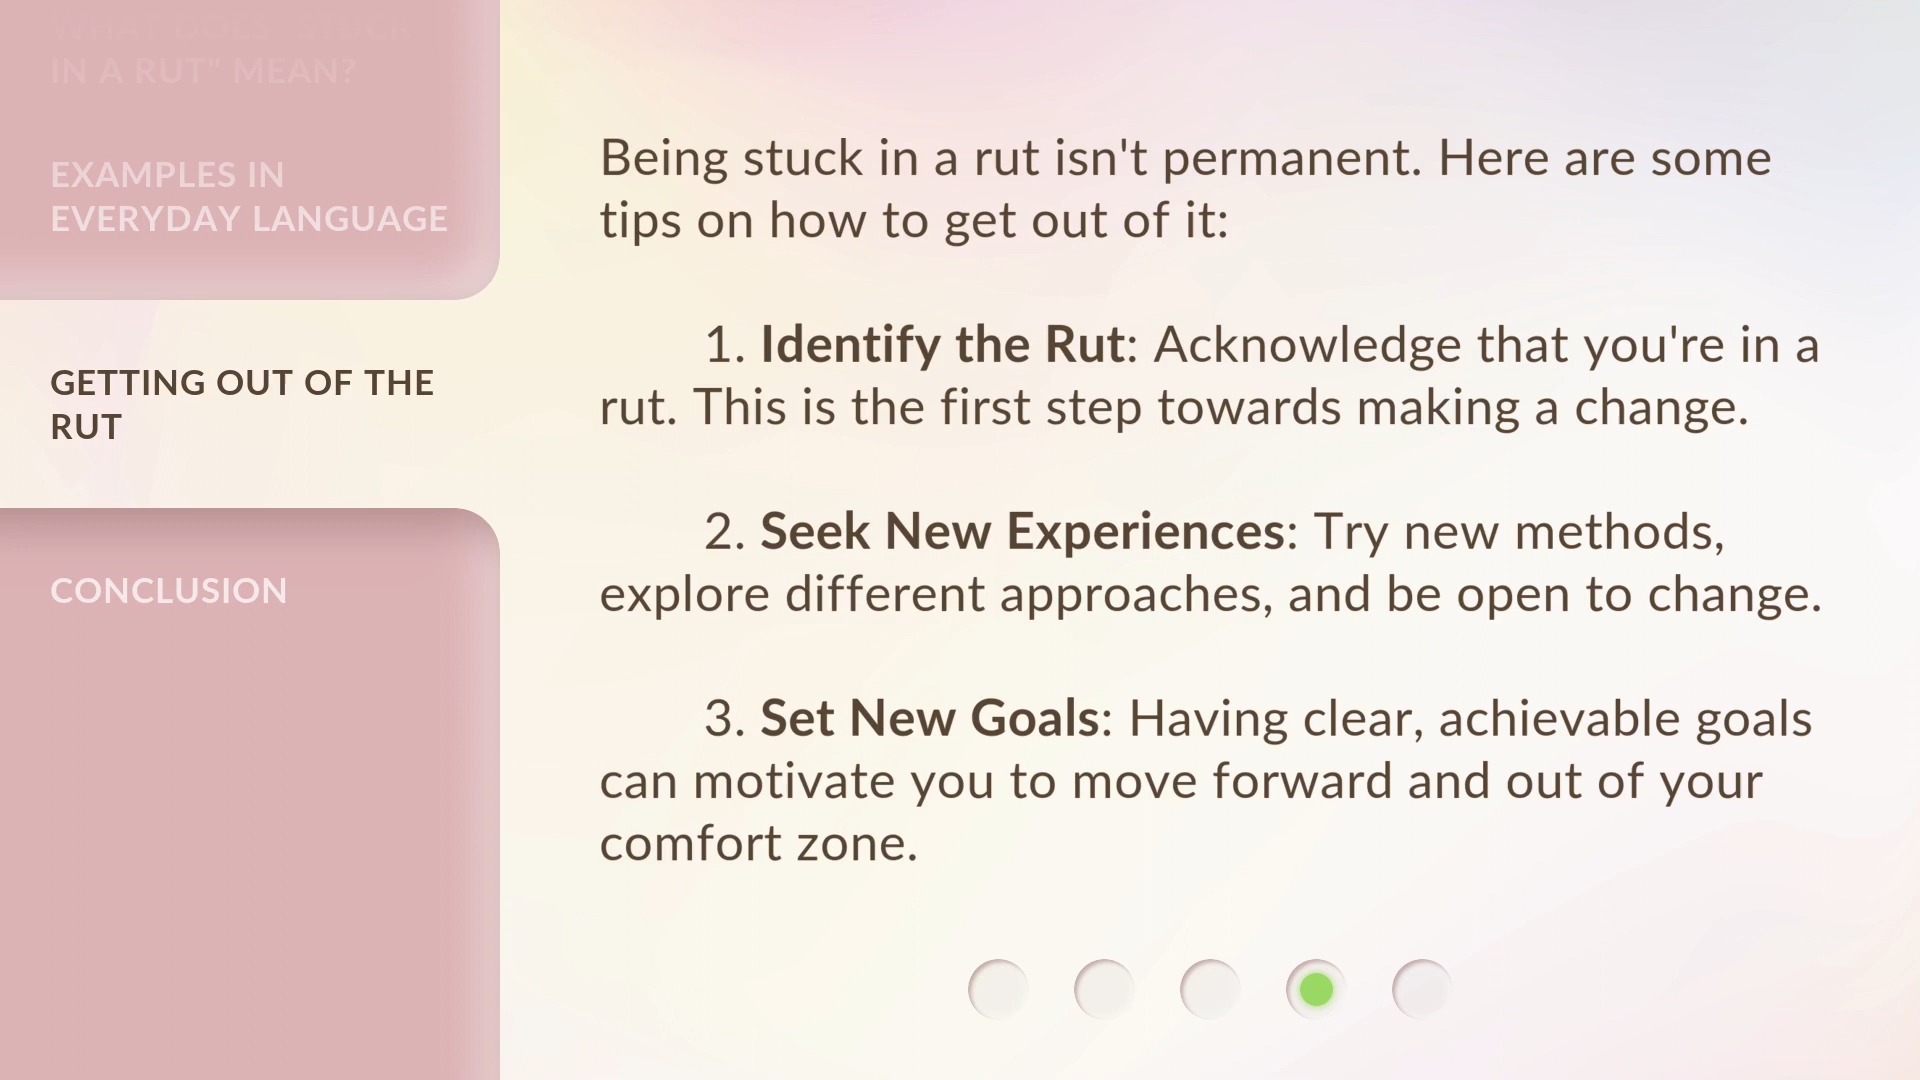 WHAT DOES "STUCK
IN A RUT" MEAN?
EXAMPLES IN
EVERYDAY LANGUAGE
GETTING OUT OF THE
RUT
CONCLUSION
Being stuck in a rut isn't permanent. Here are some
tips on how to get out of it:
1. Identify the Rut: Acknowledge that you're in a
rut. This is the first step towards making a change.
2. Seek New Experiences: Try new methods,
explore different approaches, and be open to change.
3. Set New Goals: Having clear, achievable goals
can motivate you to move forward and out of your
comfort zone.